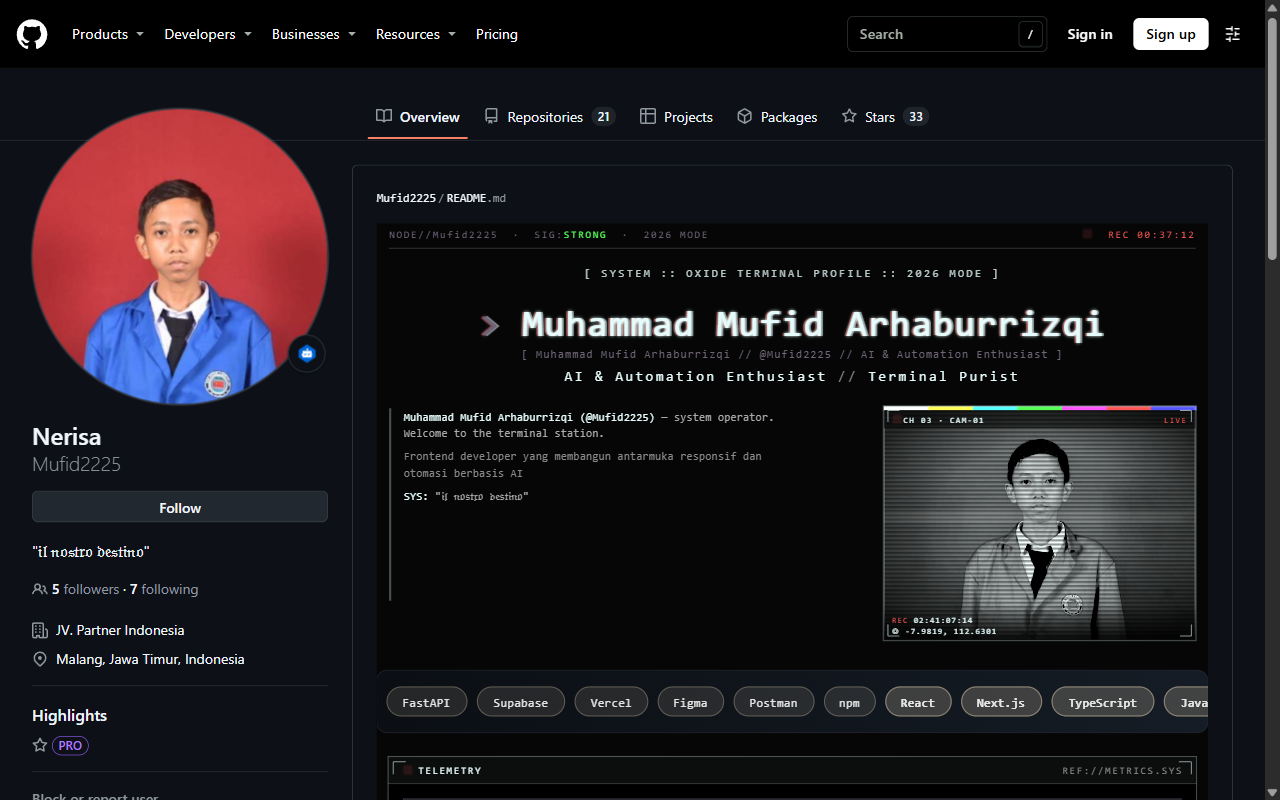 Products
Developers
Businesses
Resources
Pricing
Search
/
Sign in
Sign up
Overview
Repositories 21
Projects
Packages
Stars 33
Nerisa
Mufid2225
Follow
"𝔦𝔩 𝔫𝔬𝔰𝔱𝔯𝔬 𝔡𝔢𝔰𝔱𝔦𝔫𝔬"
5 followers · 7 following
JV. Partner Indonesia
Malang, Jawa Timur, Indonesia
Highlights
PRO
Block or report user
Mufid2225/README.md
NODE//Mufid2225 · SIG:STRONG · 2026 MODE
REC 00:37:12
[ SYSTEM :: OXIDE TERMINAL PROFILE :: 2026 MODE ]
> Muhammad Mufid Arhaburrizqi
[ Muhammad Mufid Arhaburrizqi // @Mufid2225 // AI & Automation Enthusiast ]
AI & Automation Enthusiast // Terminal Purist
Muhammad Mufid Arhaburrizqi (@Mufid2225) — system operator.
Welcome to the terminal station.
Frontend developer yang membangun antarmuka responsif dan
otomasi berbasis AI
SYS: "𝔦𝔩 𝔫𝔬𝔰𝔱𝔯𝔬 𝔡𝔢𝔰𝔱𝔦𝔫𝔬"
CH 03 · CAM-01
LIVE
REC 02:41:07:14
-7.9819, 112.6301
FastAPI
Supabase
Vercel
Figma
Postman
npm
React
Next.js
TypeScript
Java
TELEMETRY
REF://METRICS.SYS